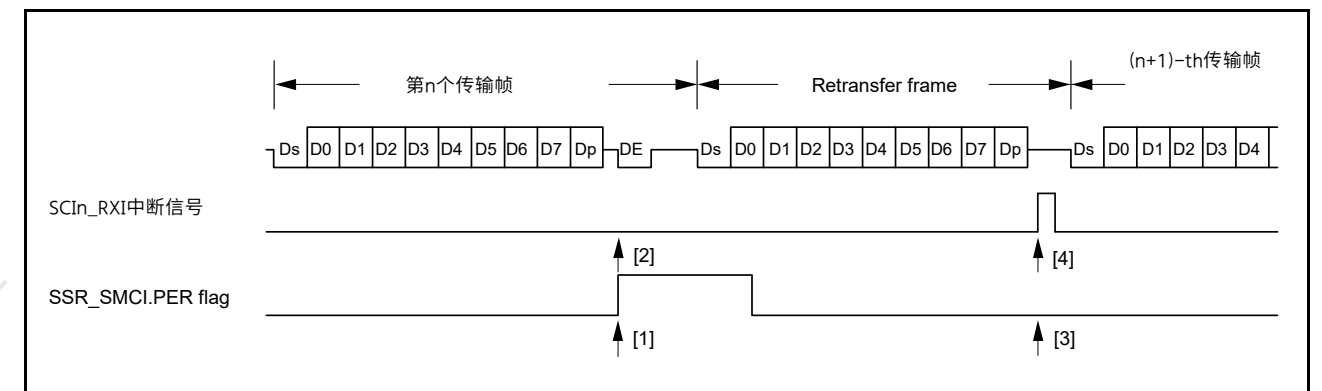 (n+1)-th传输帧
第n个传输帧
Retransfer frame
Ds D0 D1 D2 D3 D4 D5 D6 D7 Dp DE Ds D0 D1 D2 D3 D4 D5 D6 D7 Dp Ds D0 D1 D2 D3 D4
SCIn_RXI中断信号
[2]
[4]
SSR_SMCI.PER flag
[1]
[3]